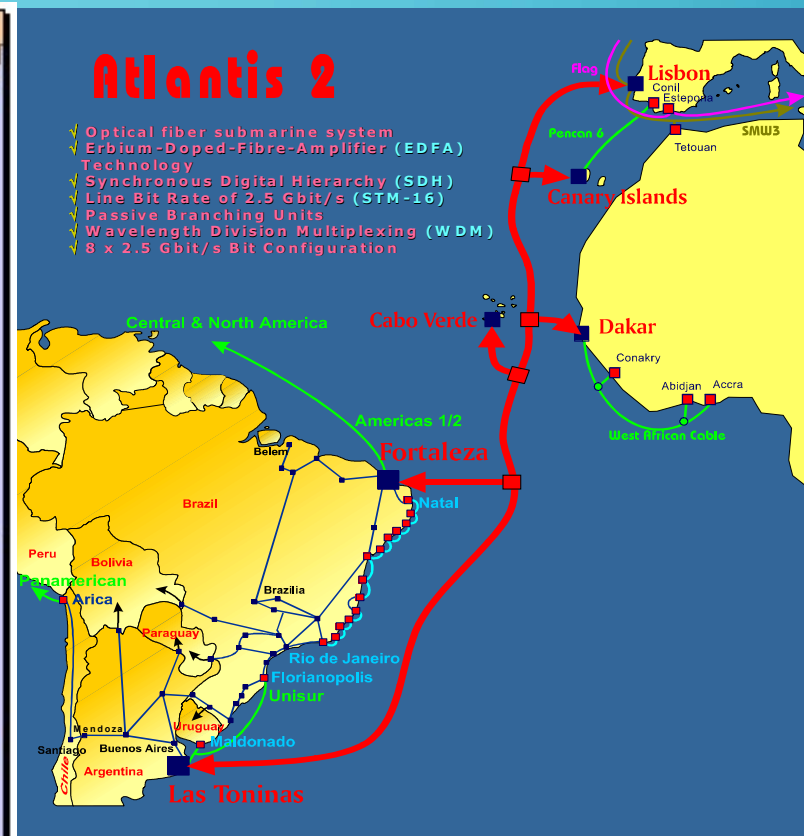 Atlantis 2
√ Optical fiber submarine system
√ Erbium-Doped-Fibre-Amplifier (EDFA)
Technology
√ Synchronous Digital Hierarchy (SDH)
√ Line Bit Rate of 2.5 Gbit/s (STM-16)
√ Passive Branching Units
√ Wavelength Division Multiplexing (WDM)
√ 8 x 2.5 Gbit/s Bit Configuration
Flag
Lisbon
Conil
Estepona
SMW3
Pencan 6
Tetouan
Canary Islands
Central & North America
Cabo Verde
Dakar
Conakry
Abidjan
Accra
West African Cable
Americas 1/2
Fortaleza
Belem
Natal
Brazil
Peru
Bolivia
Panamerican
Arica
Brazilia
Paraguay
Rio de Janeiro
Florianopolis
Unisur
Uruguay
Mendoza
Santiago
Buenos Aires
Maldonado
Chile
Argentina
Las Toninas